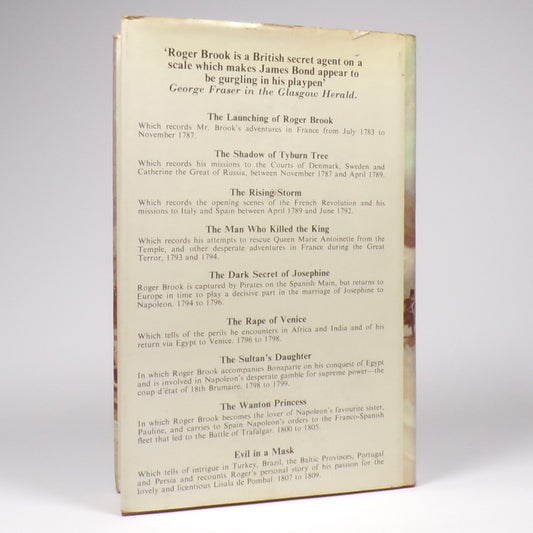 'Roger Brook is a British secret agent on a
scale which makes James Bond appear to
be gurgling in his playpen'
George Fraser in the Glasgow Herald.
The Launching of Roger Brook
Which records Mr. Brook's adventures in France from July 1783 to
November 1787.
The Shadow of Tyburn Tree
Which records his missions to the Courts of Denmark, Sweden and
Catherine the Great of Russia, between November 1787 and April 1789.
The Rising Storm
Which records the opening scenes of the French Revolution and his
missions to Italy and Spain between April 1789 and June 1792.
The Man Who Killed the King
Which records his attempts to rescue Queen Marie Antoinette from the
Temple, and other desperate adventures in France during the Great
Terror, 1793 and 1794.
The Dark Secret of Josephine
Roger Brook is captured by Pirates on the Spanish Main, but returns to
Europe in time to play a decisive part in the marriage of Josephine to
Napoleon. 1794 to 1796.
The Rape of Venice
Which tells of the perils he encounters in Africa and India and of his
return via Egypt to Venice. 1796 to 1798.
The Sultan's Daughter
In which Roger Brook accompanies Bonaparte on his conquest of Egypt
and is involved in Napoleon's desperate gamble for supreme power—the
coup d'état of 18th Brumaire. 1798 to 1799.
The Wanton Princess
In which Roger Brook becomes the lover of Napoleon's favourite sister,
Pauline, and carries to Spain Napoleon's orders to the Franco-Spanish
fleet that led to the Battle of Trafalgar. 1800 to 1805.
Evil in a Mask
Which tells of intrigue in Turkey, Brazil, the Baltic Provinces, Portugal
and Persia and recounts Roger's personal story of his passion for the
lovely and licentious Lisala de Pombal. 1807 to 1809.